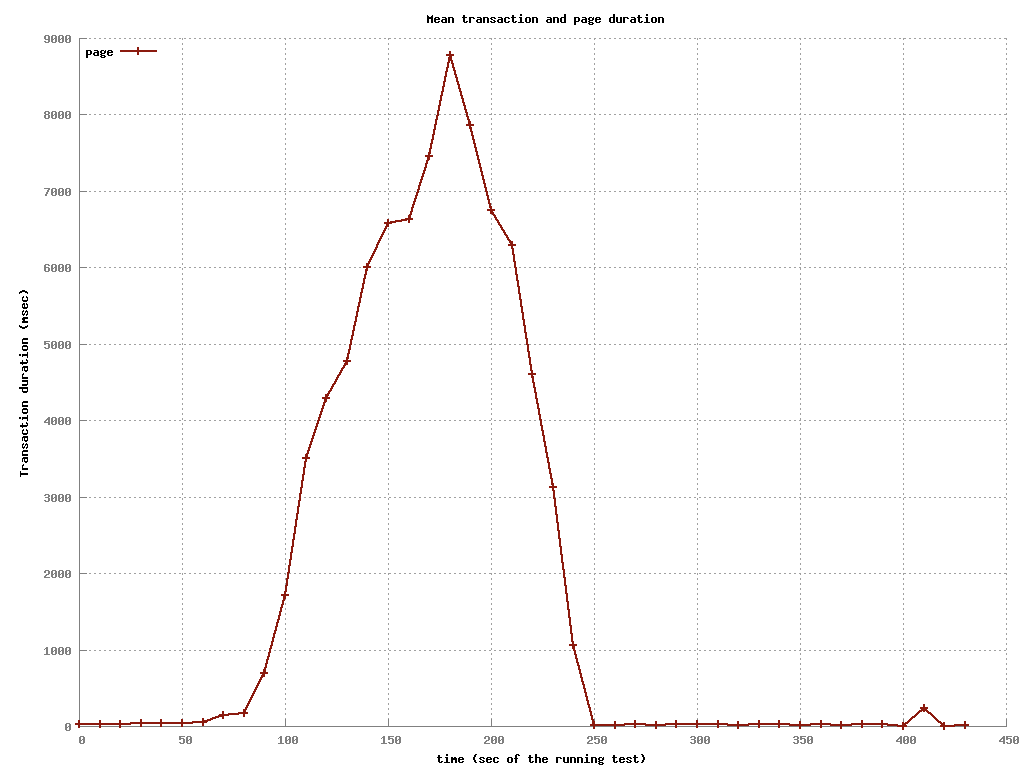 Mean transaction and page duration
page
9000
8000
7000
6000
5000
4000
3000
2000
1000
0
Transaction duration (msec)
0 50 100 150 200 250 300 350 400 450
time (sec of the running test)